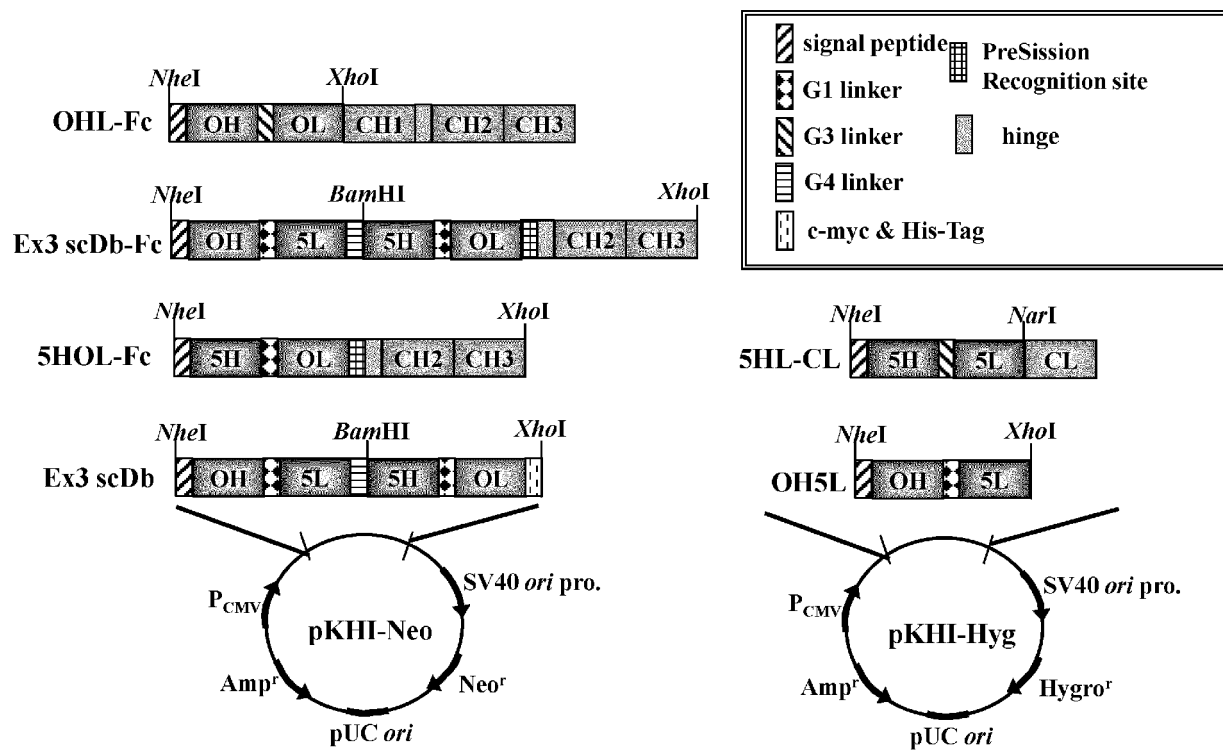 signal peptide
G1 linker
G3 linker
G4 linker
c-myc & His-Tag
PreSission
Recognition site
hinge
NheI XhoI
OHL-Fc OH OL CH1 CH2 CH3
NheI BamHI XhoI
Ex3 scDb-Fc OH 5L 5H OL CH2 CH3
NheI XhoI
5HOL-Fc 5H OL CH2 CH3
NheI NarI
5HL-CL 5H 5L CL
NheI BamHI XhoI
Ex3 scDb OH 5L 5H OL
NheI XhoI
OH5L OH 5L
PCMV
SV40 ori pro.
pKHI-Neo
Ampr
Neor
pUC ori
PCMV
SV40 ori pro.
pKHI-Hyg
Ampr
Hygror
pUC ori